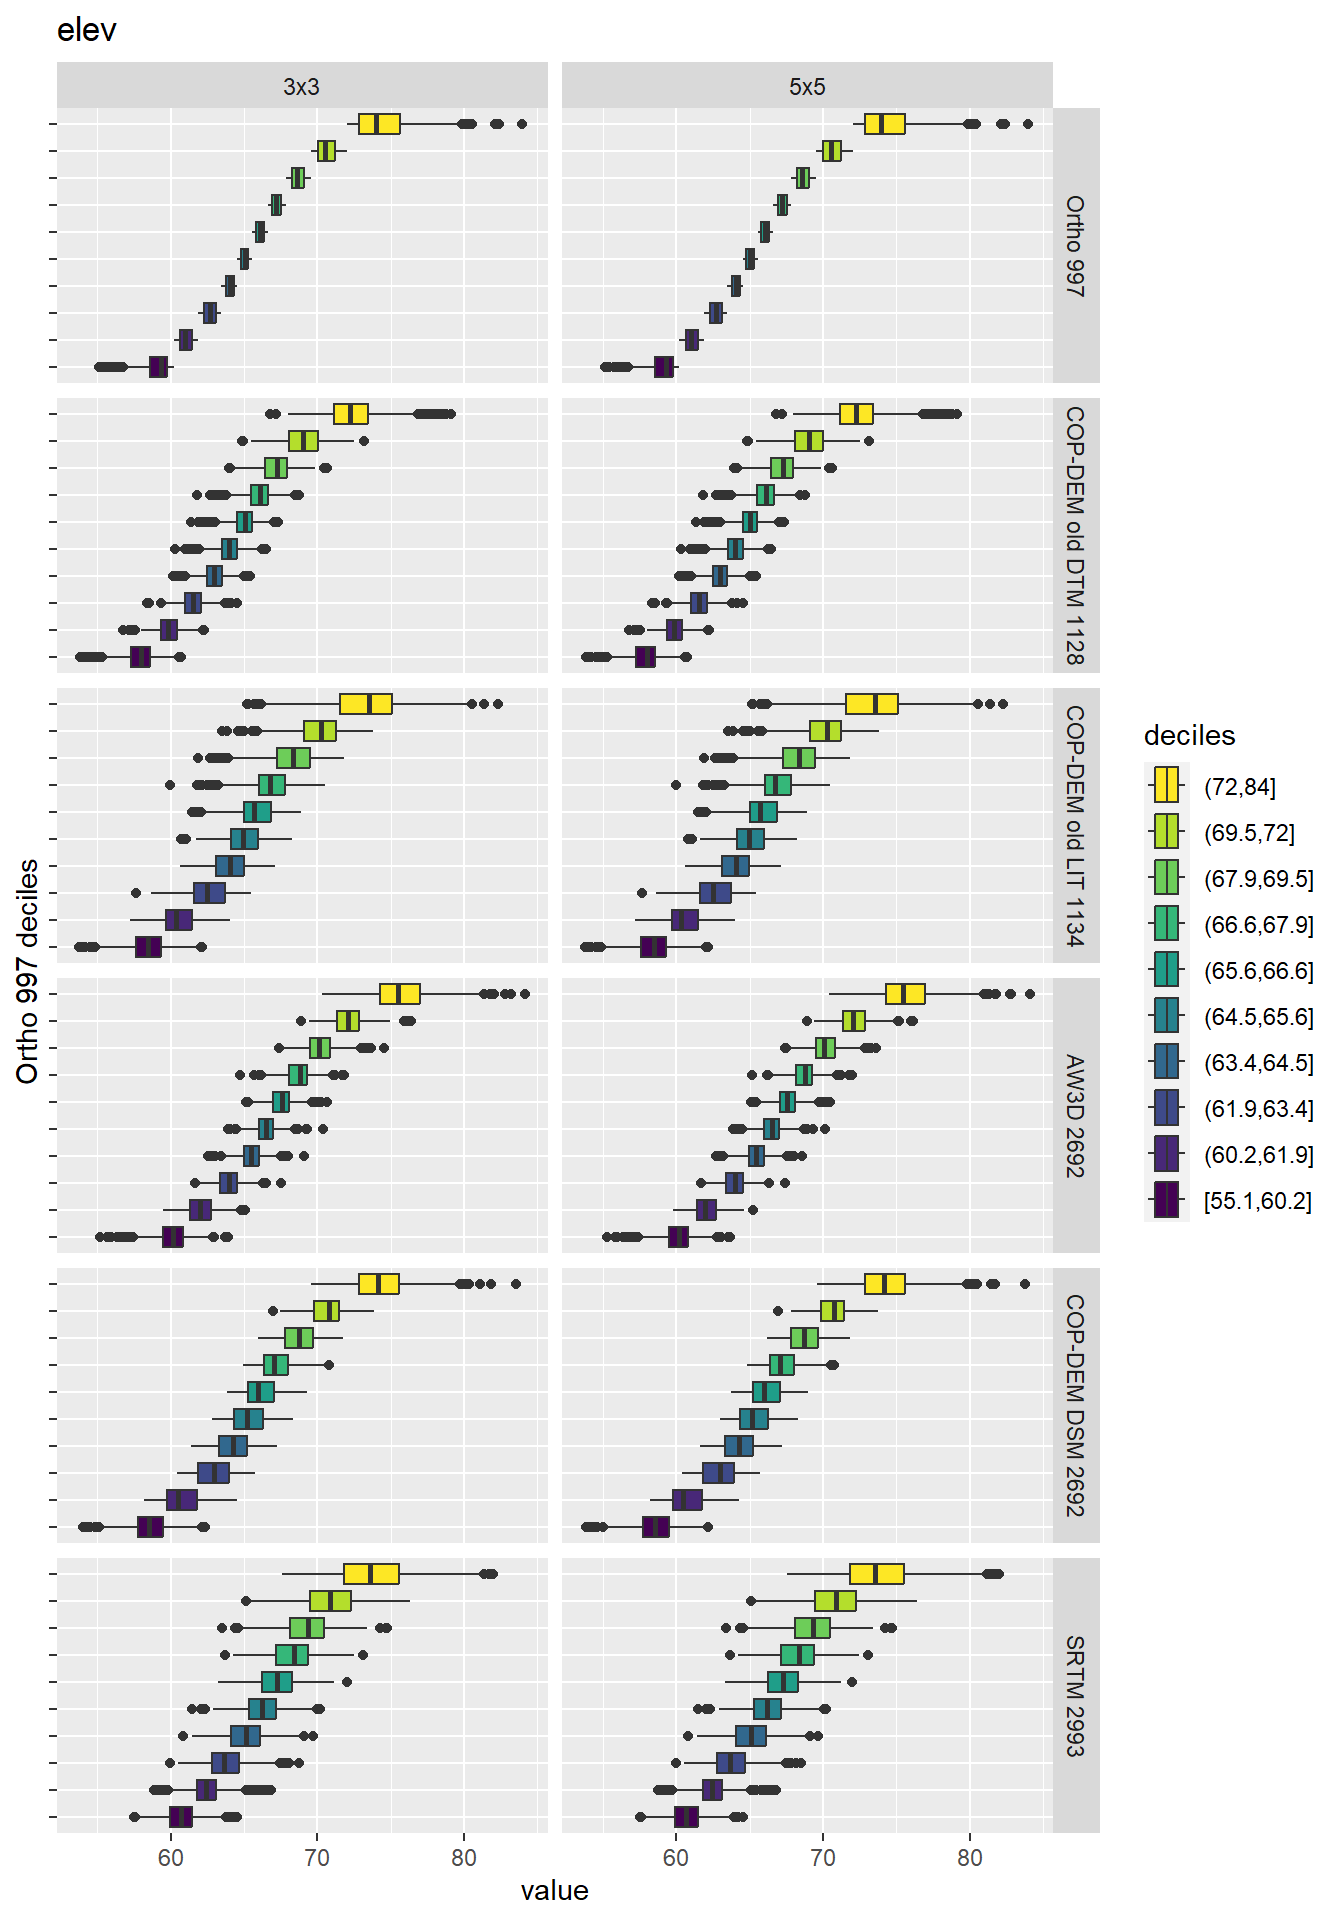 elev
3x3
5x5
Ortho 997
COP-DEM old DTM 1128
COP-DEM old LIT 1134
AW3D 2692
COP-DEM DSM 2692
SRTM 2993
Ortho 997 deciles
60
70
80
60
70
80
value
deciles
(72,84]
(69.5,72]
(67.9,69.5]
(66.6,67.9]
(65.6,66.6]
(64.5,65.6]
(63.4,64.5]
(61.9,63.4]
(60.2,61.9]
[55.1,60.2]